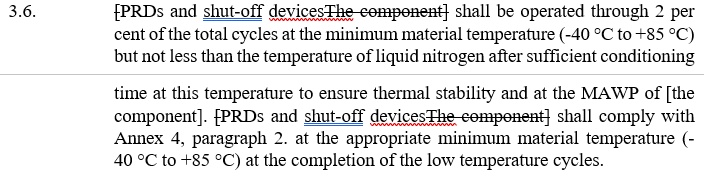 3.6. [PRDs and shut-off devicesThe component] shall be operated through 2 per
cent of the total cycles at the minimum material temperature (-40 °C to +85 °C)
but not less than the temperature of liquid nitrogen after sufficient conditioning
time at this temperature to ensure thermal stability and at the MAWP of [the
component]. [PRDs and shut-off devicesThe component] shall comply with
Annex 4, paragraph 2. at the appropriate minimum material temperature (-
40 °C to +85 °C) at the completion of the low temperature cycles.